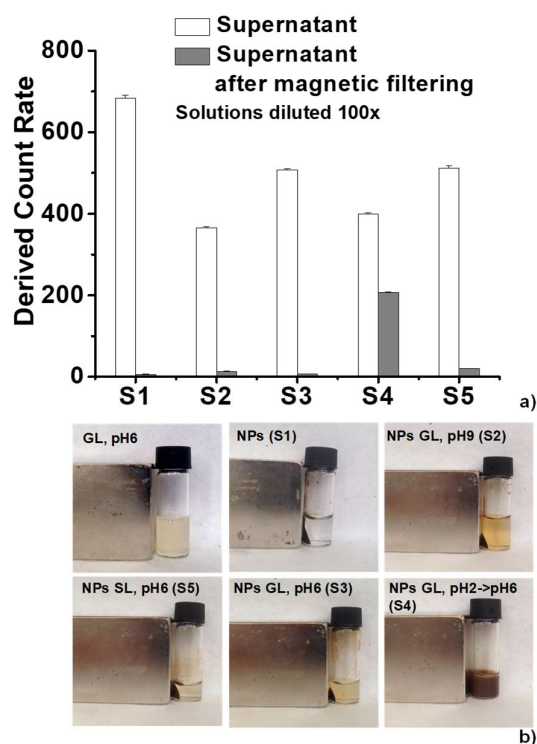 Supernatant
Supernatant
after magnetic filtering
Solutions diluted 100x
Derived Count Rate
800
600
400
200
0
S1 S2 S3 S4 S5
a)
GL, pH6
NPs (S1)
NPs GL, pH9 (S2)
NPs SL, pH6 (S5)
NPs GL, pH6 (S3)
NPs GL, pH2->pH6
(S4)
b)